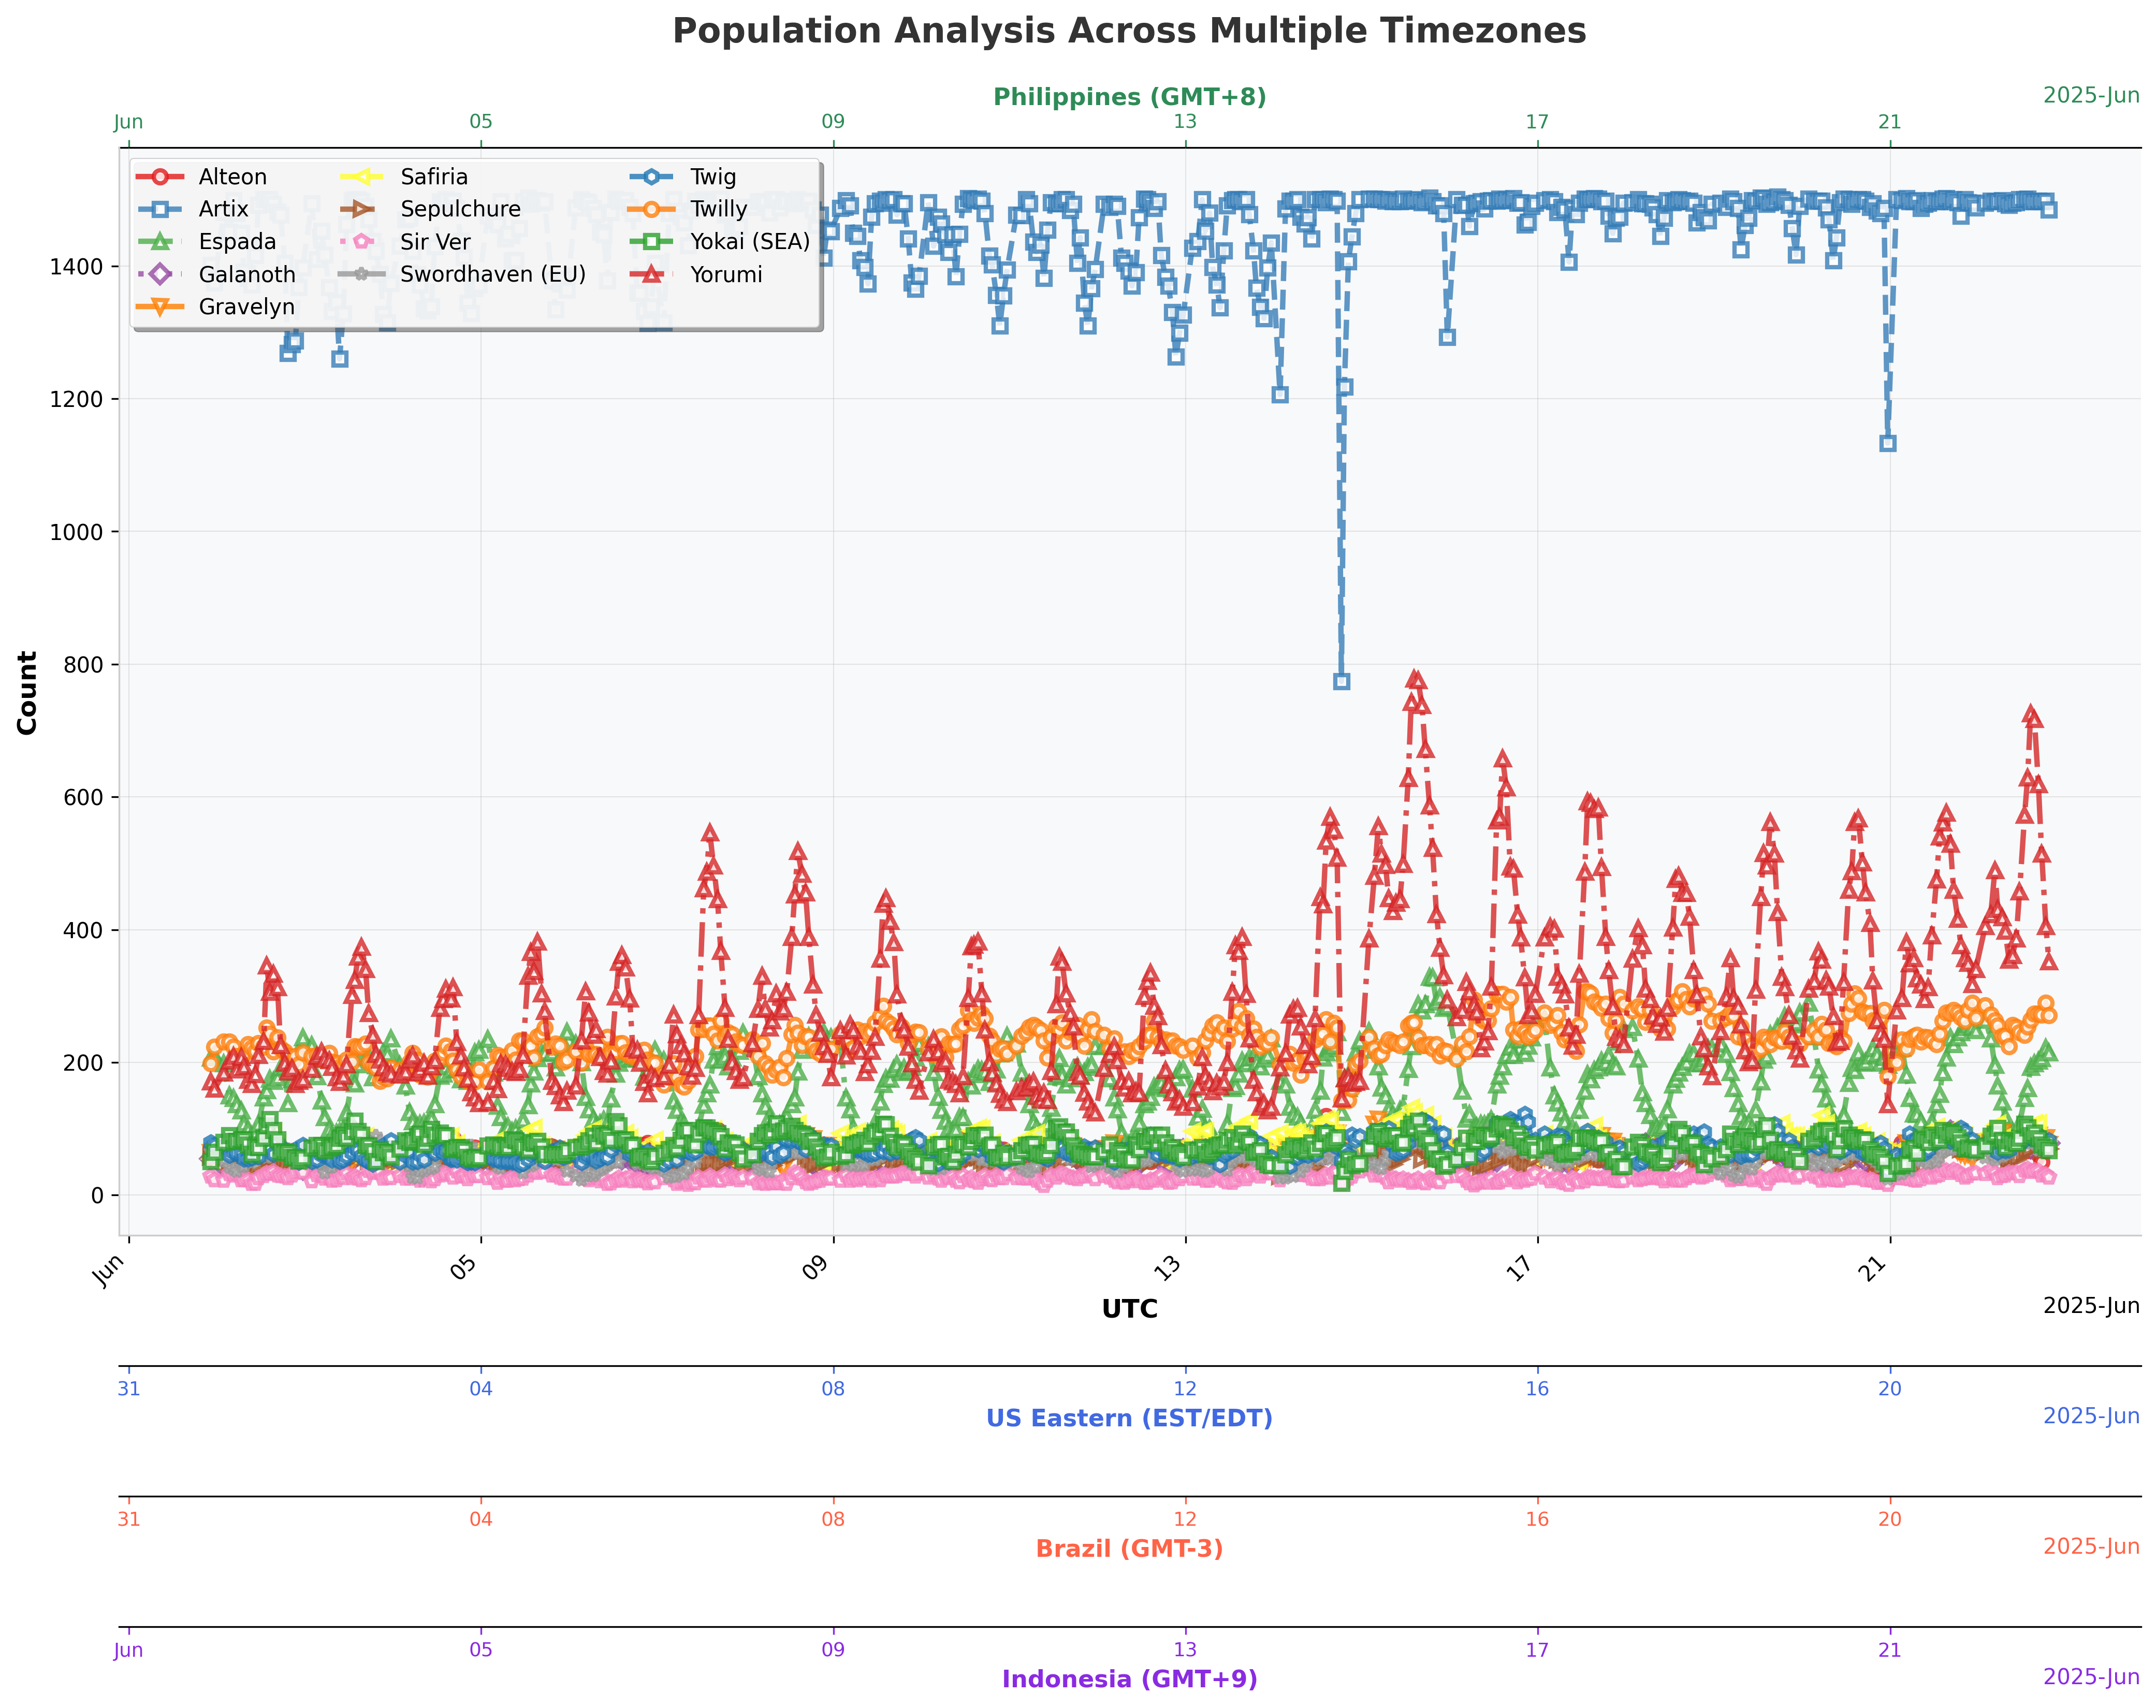 Population Analysis Across Multiple Timezones
Philippines (GMT+8)
2025-Jun
Jun 05 09 13 17 21
Alteon Safiria Twig
Artix Sepulchure Twilly
Espada Sir Ver Yokai (SEA)
Galanoth Swordhaven (EU) Yorumi
Gravelyn
1400
1200
1000
800
600
400
200
0
Count
Jun 05 09 13 17 21
UTC
2025-Jun
31 04 08 12 16 20
US Eastern (EST/EDT)
2025-Jun
31 04 08 12 16 20
Brazil (GMT-3)
2025-Jun
Jun 05 09 13 17 21
Indonesia (GMT+9)
2025-Jun